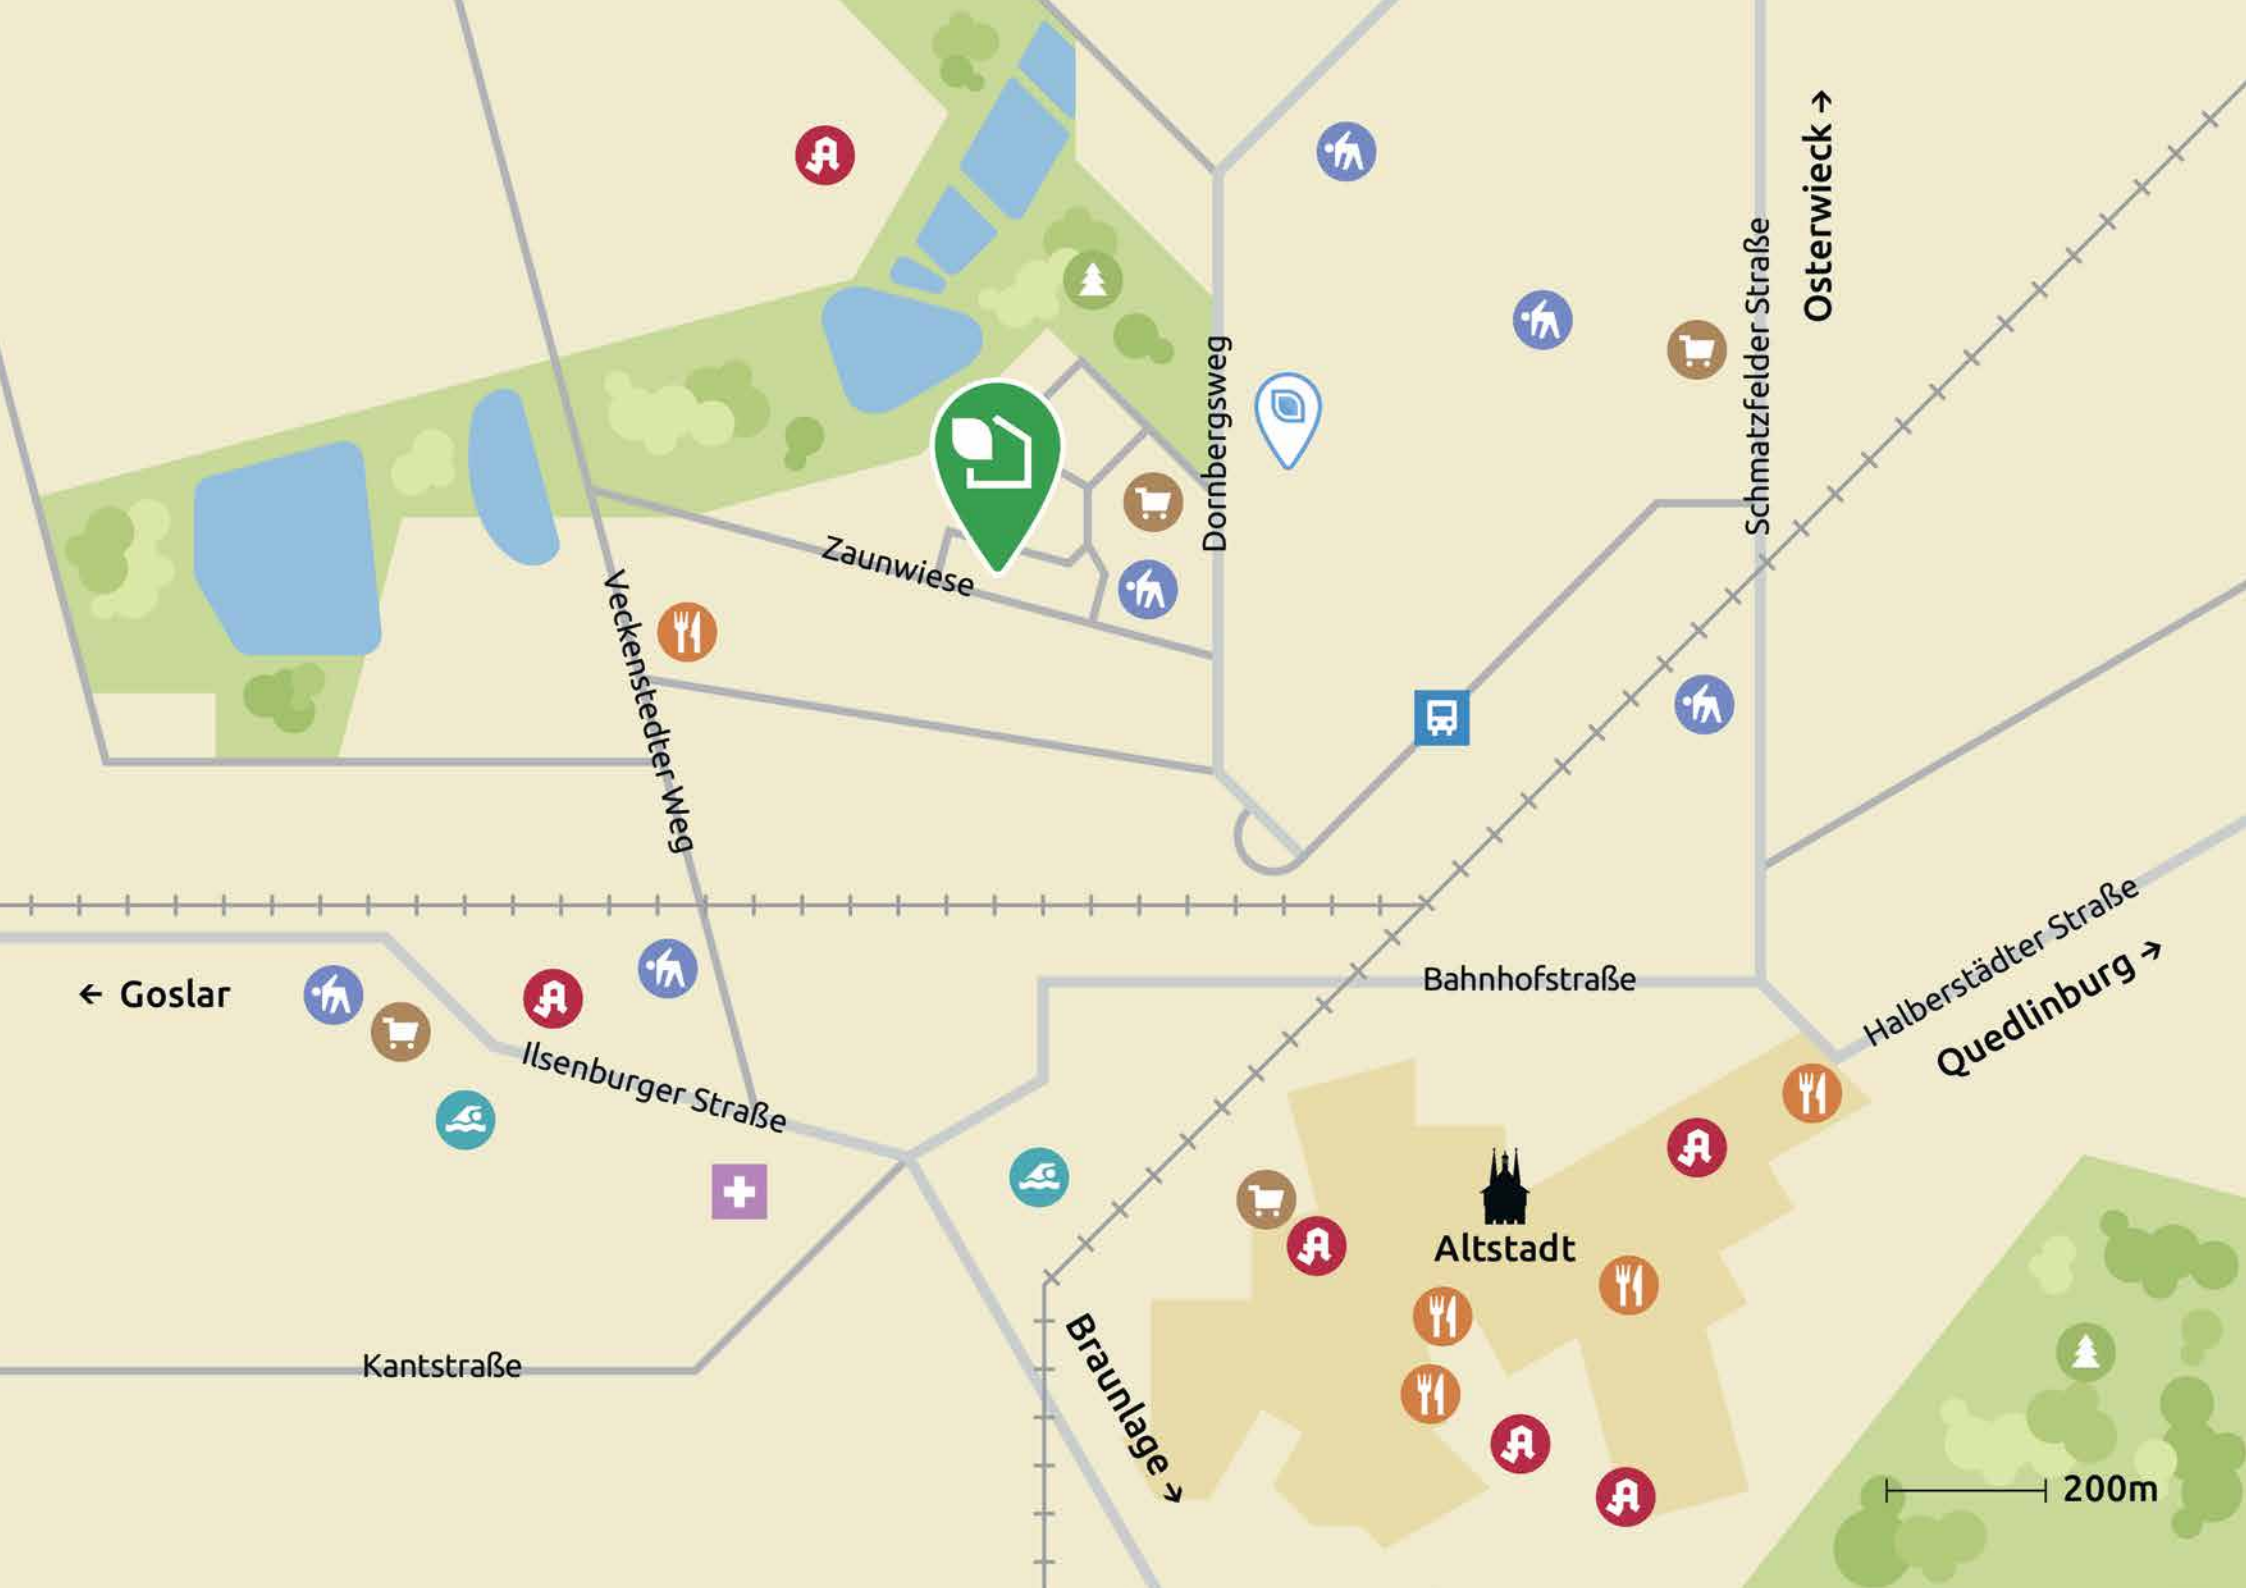 Osterwieck →
Schmatzfelder Straße
Dornbergsweg
Zaunwiese
Veckenstedter Weg
← Goslar
Bahnhofstraße
Halberstädter Straße
Quedlinburg →
Ilsenburger Straße
Altstadt
Kantstraße
Braunlage →
200m